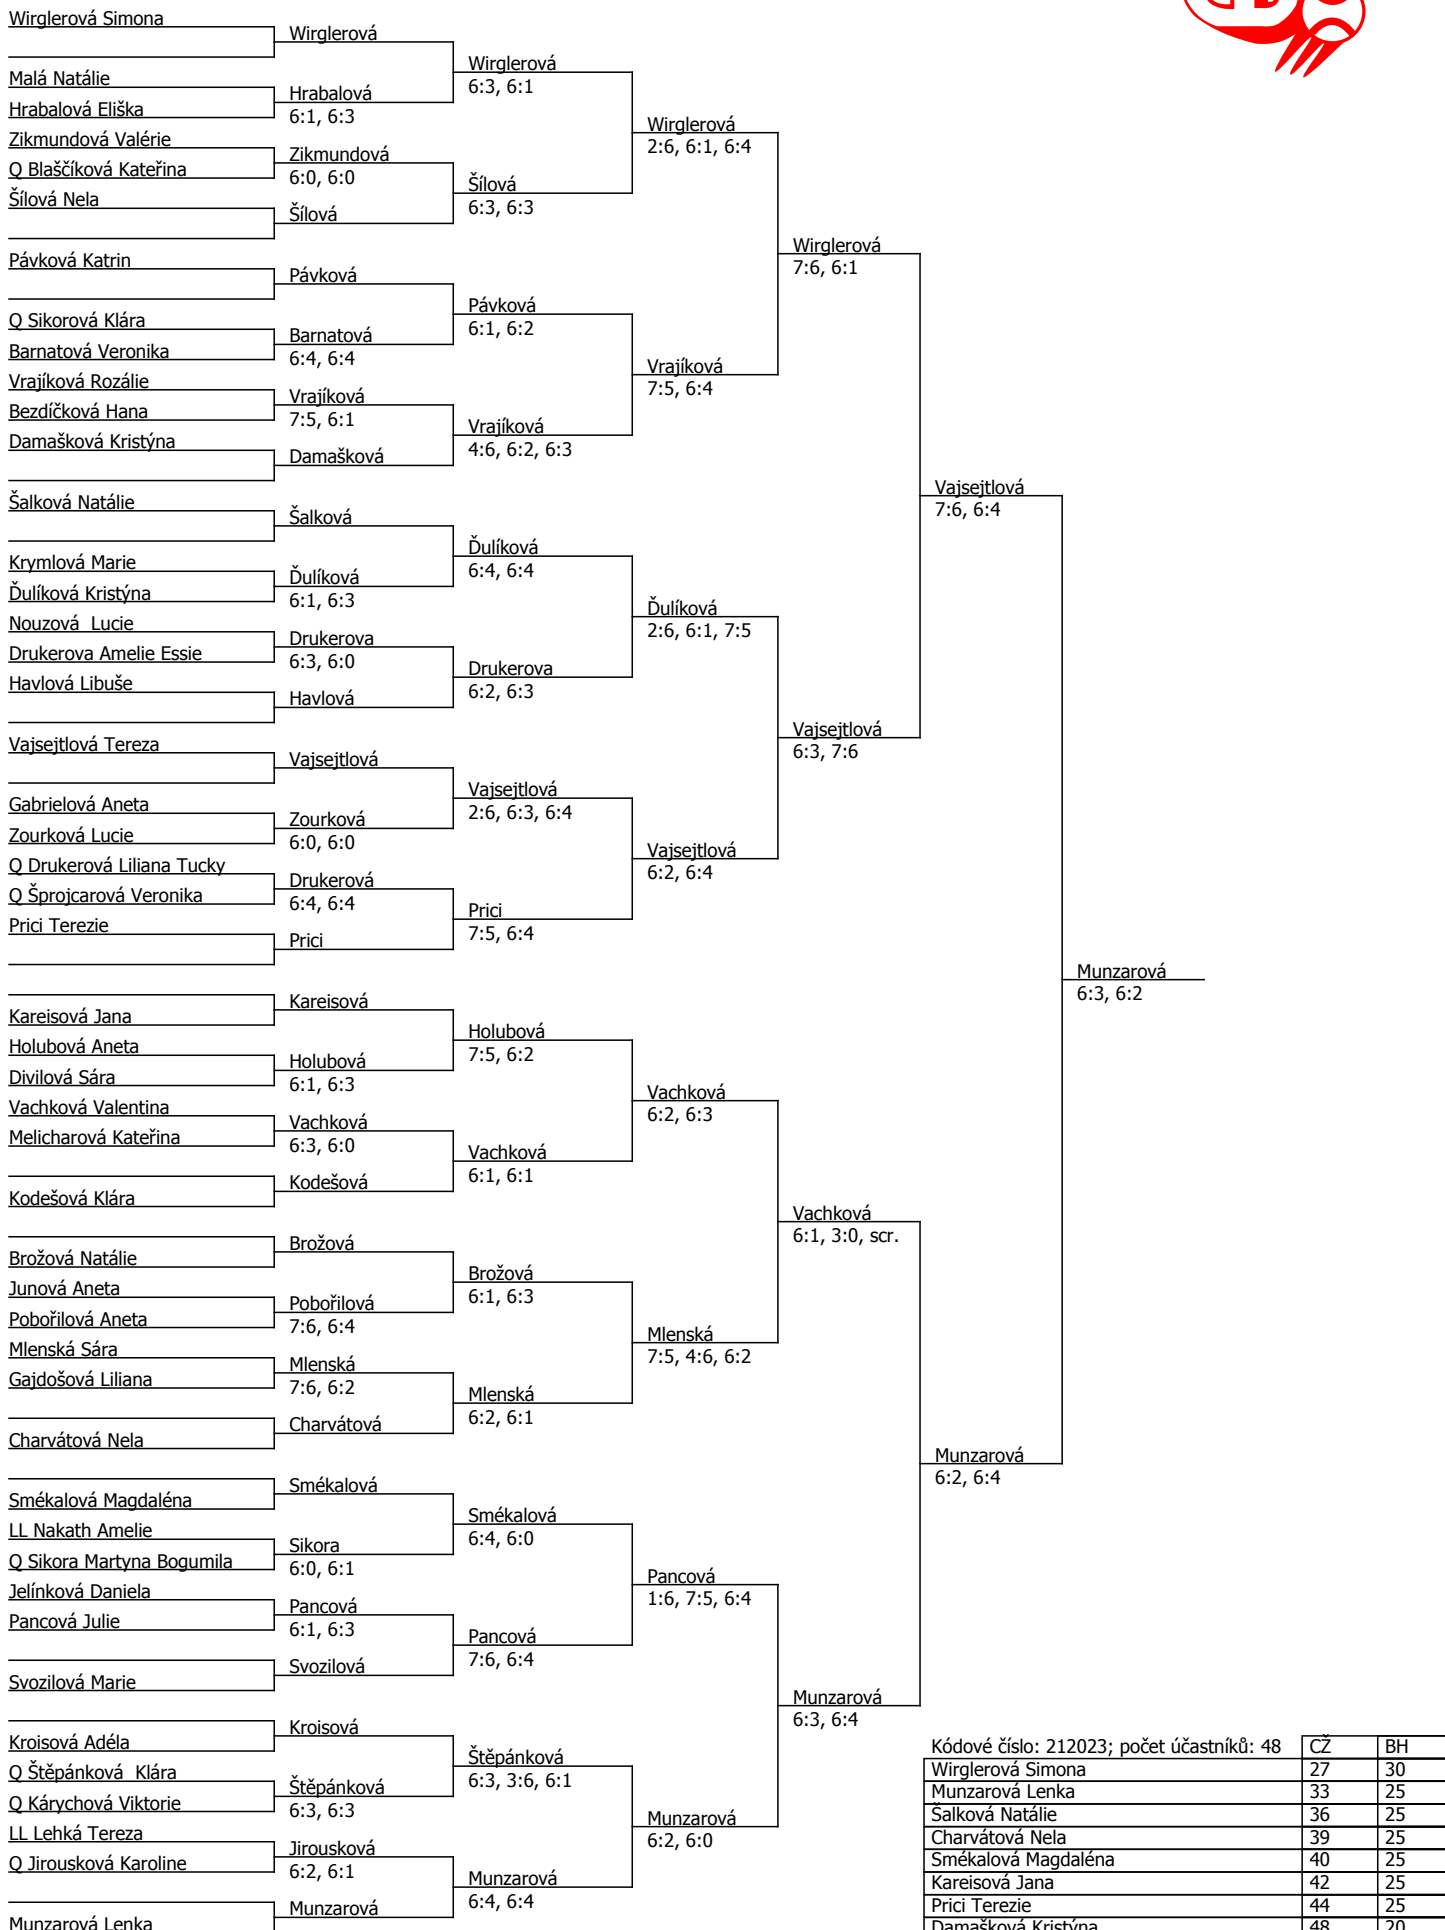 Wirglerová Simona
Malá Natálie
Hrabalová Eliška
Zikmundová Valérie
Q Blaščíková Kateřina
Šílová Nela
Pávková Katrin
Q Sikorová Klára
Barnatová Veronika
Vrajíková Rozálie
Bezdíčková Hana
Damašková Kristýna
Šalková Natálie
Krymlová Marie
Ďulíková Kristýna
Nouzová  Lucie
Drukerova Amelie Essie
Havlová Libuše
Vajsejtlová Tereza
Gabrielová Aneta
Zourková Lucie
Q Drukerová Liliana Tucky
Q Šprojcarová Veronika
Prici Terezie
Kareisová Jana
Holubová Aneta
Divilová Sára
Vachková Valentina
Melicharová Kateřina
Kodešová Klára
Brožová Natálie
Junová Aneta
Pobořilová Aneta
Mlenská Sára
Gajdošová Liliana
Charvátová Nela
Smékalová Magdaléna
LL Nakath Amelie
Q Sikora Martyna Bogumila
Jelínková Daniela
Pancová Julie
Svozilová Marie
Kroisová Adéla
Q Štěpánková  Klára
Q Kárychová Viktorie
LL Lehká Tereza
Q Jirousková Karoline
Munzarová Lenka
Wirglerová
Hrabalová
6:1, 6:3
Zikmundová
6:0, 6:0
Šílová
Pávková
Barnatová
6:4, 6:4
Vrajíková
7:5, 6:1
Damašková
Šalková
Ďulíková
6:1, 6:3
Drukerova
6:3, 6:0
Havlová
Vajsejtlová
Zourková
6:0, 6:0
Drukerová
6:4, 6:4
Prici
Kareisová
Holubová
6:1, 6:3
Vachková
6:3, 6:0
Kodešová
Brožová
Pobořilová
7:6, 6:4
Mlenská
7:6, 6:2
Charvátová
Smékalová
Sikora
6:0, 6:1
Pancová
6:1, 6:3
Svozilová
Kroisová
Štěpánková
6:3, 6:3
Jirousková
6:2, 6:1
Munzarová
Wirglerová
6:3, 6:1
Šílová
6:3, 6:3
Pávková
6:1, 6:2
Vrajíková
4:6, 6:2, 6:3
Ďulíková
6:4, 6:4
Drukerova
6:2, 6:3
Vajsejtlová
2:6, 6:3, 6:4
Prici
7:5, 6:4
Holubová
7:5, 6:2
Vachková
6:1, 6:1
Brožová
6:1, 6:3
Mlenská
6:2, 6:1
Smékalová
6:4, 6:0
Pancová
7:6, 6:4
Štěpánková
6:3, 3:6, 6:1
Munzarová
6:4, 6:4
Wirglerová
2:6, 6:1, 6:4
Vrajíková
7:5, 6:4
Ďulíková
2:6, 6:1, 7:5
Vajsejtlová
6:2, 6:4
Vachková
6:2, 6:3
Mlenská
7:5, 4:6, 6:2
Pancová
1:6, 7:5, 6:4
Munzarová
6:2, 6:0
Wirglerová
7:6, 6:1
Vajsejtlová
6:3, 7:6
Vachková
6:1, 3:0, scr.
Munzarová
6:3, 6:4
Vajsejtlová
7:6, 6:4
Munzarová
6:2, 6:4
Munzarová
6:3, 6:2
Kódové číslo: 212023; počet účastníků: 48 CŽ BH
Wirglerová Simona 27 30
Munzarová Lenka 33 25
Šalková Natálie 36 25
Charvátová Nela 39 25
Smékalová Magdaléna 40 25
Kareisová Jana 42 25
Prici Terezie 44 25
Damašková Kristýna 48 20